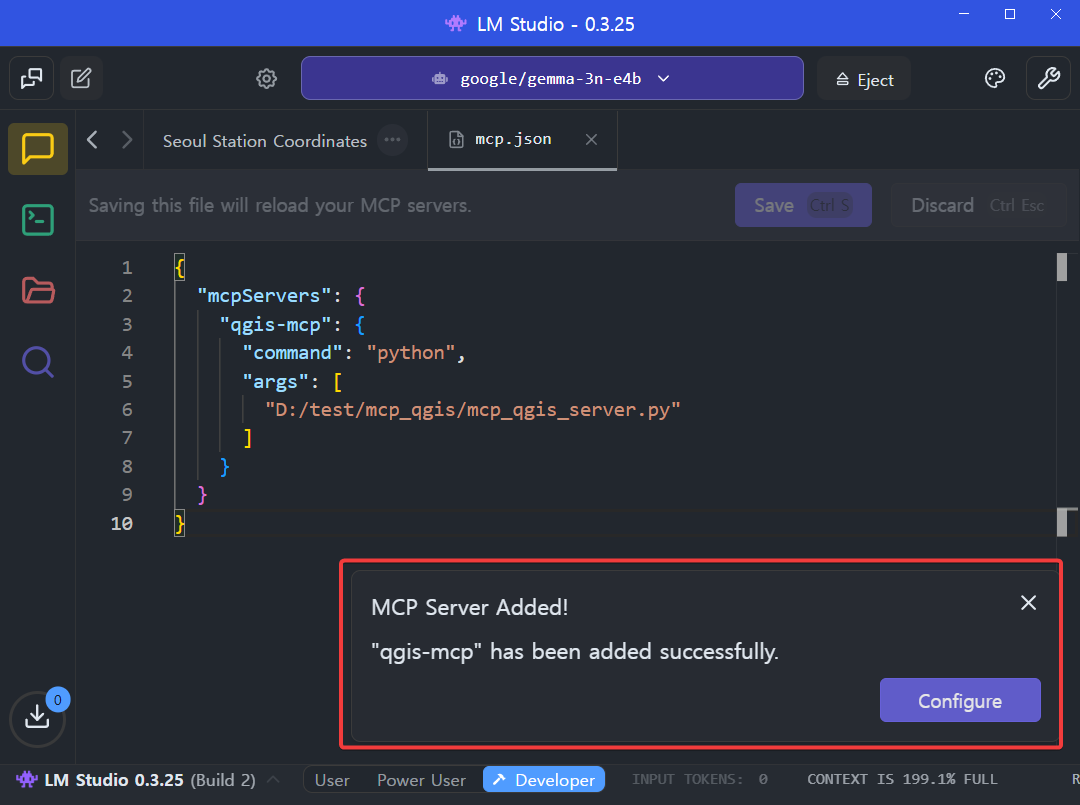 LM Studio - 0.3.25
google/gemma-3n-e4b
Eject
Seoul Station Coordinates
mcp.json
Saving this file will reload your MCP servers.
Save Ctrl S
Discard Ctrl Esc
1 {
2 "mcpServers": {
3 "qgis-mcp": {
4 "command": "python",
5 "args": [
6 "D:/test/mcp_qgis/mcp_qgis_server.py"
7 ]
8 }
9 }
10 }
MCP Server Added!
"qgis-mcp" has been added successfully.
Configure
0
LM Studio 0.3.25 (Build 2)
User
Power User
Developer
INPUT TOKENS: 0
CONTEXT IS 199.1% FULL
R